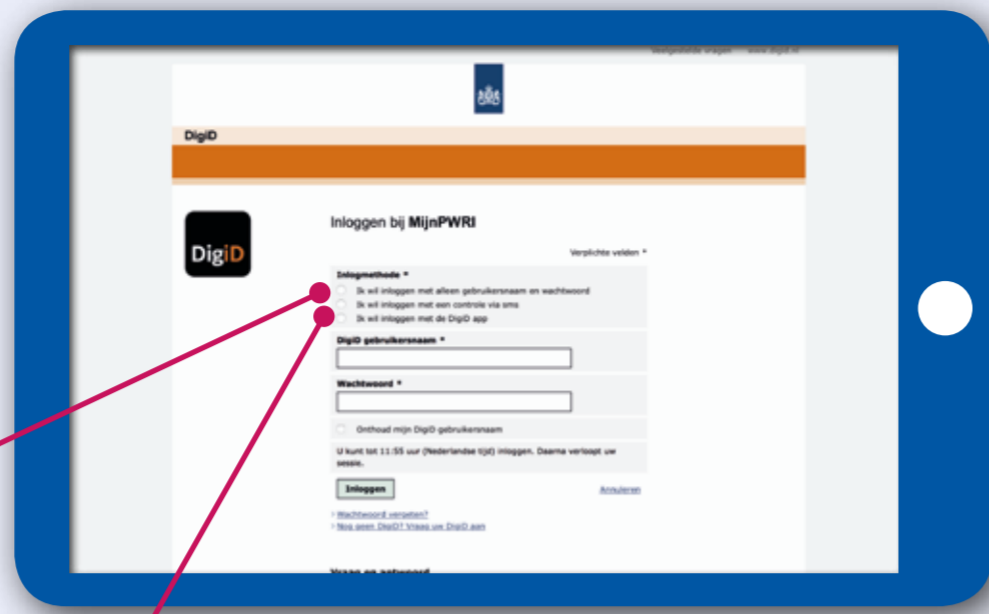 Veelgestelde vragen www.digid.nl
DigiD
DigiD
Inloggen bij MijnPWRI
Verplichte velden *
Inlogmethode *
Ik wil inloggen met alleen gebruikersnaam en wachtwoord
Ik wil inloggen met een controle via sms
Ik wil inloggen met de DigiD app
DigiD gebruikersnaam *
Wachtwoord *
Onthoud mijn DigiD gebruikersnaam
U kunt tot 11:55 uur (Nederlandse tijd) inloggen. Daarna verloopt uw
sessie.
Inloggen
Annuleren
› Wachtwoord vergeten?
› Nog geen DigiD? Vraag uw DigiD aan
Vraag en antwoord